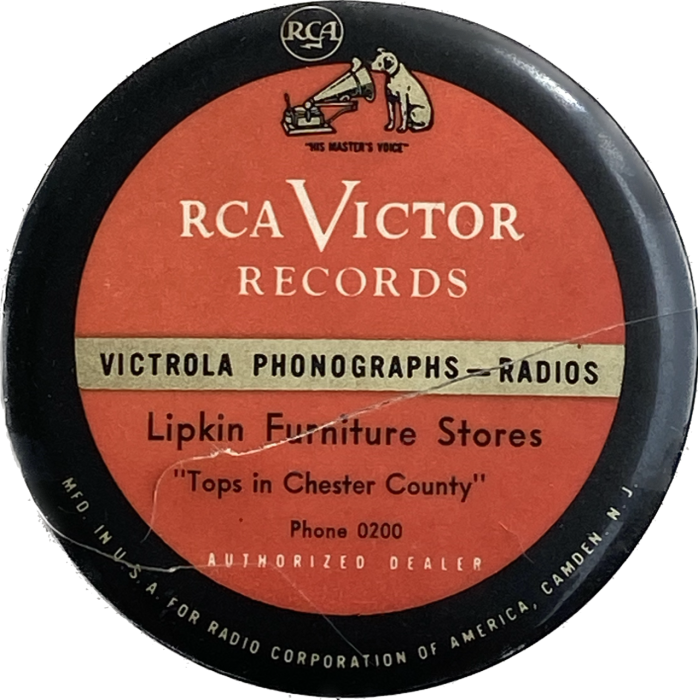 RCA
"HIS MASTER'S VOICE"
RCA VICTOR
RECORDS
VICTROLA PHONOGRAPHS — RADIOS
Lipkin Furniture Stores
"Tops in Chester County"
Phone 0200
AUTHORIZED DEALER
MFD. IN U.S.A. FOR RADIO CORPORATION OF AMERICA, CAMDEN. N. J.